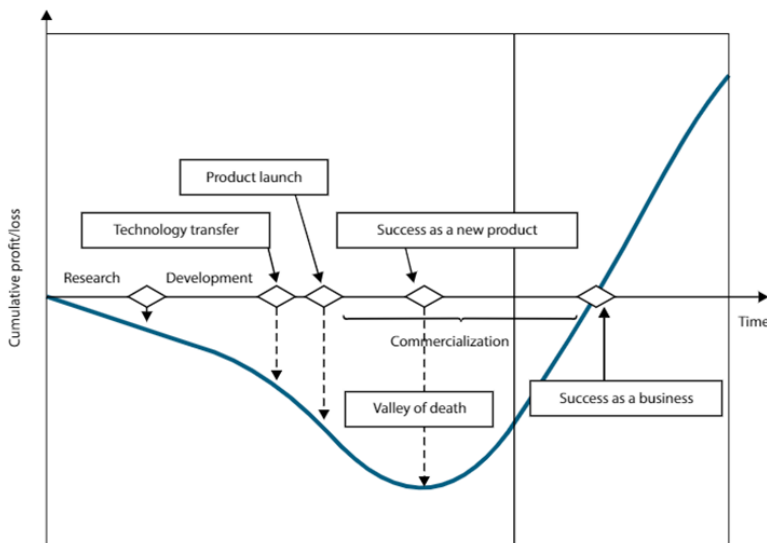 Product launch
Technology transfer
Success as a new product
Research
Development
Cumulative profit/loss
Time
Commercialization
Valley of death
Success as a business